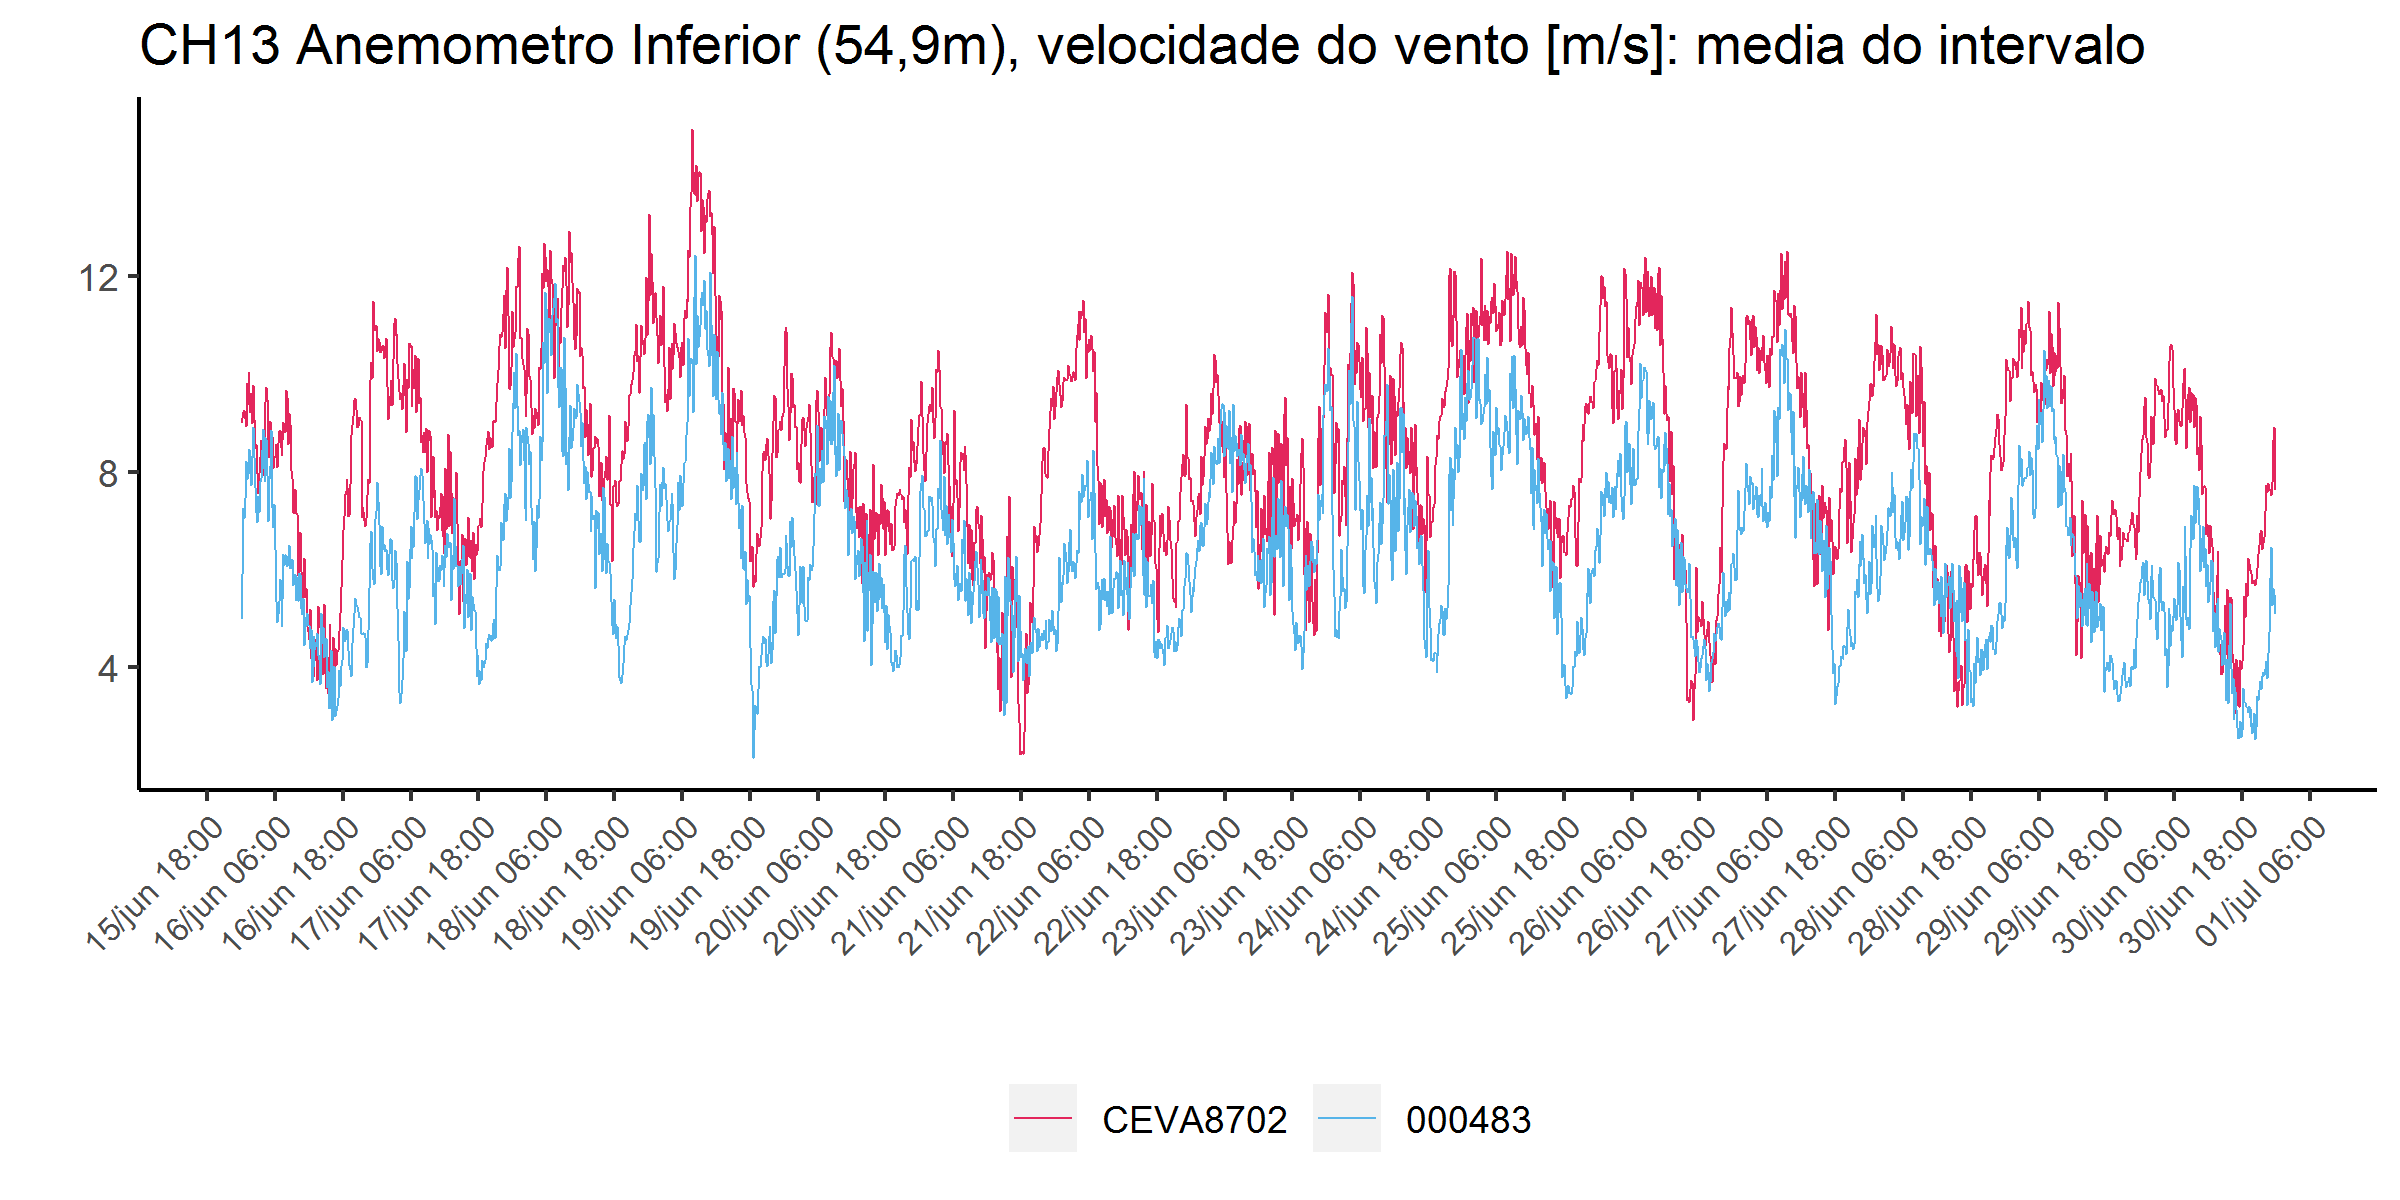 CH13 Anemometro Inferior (54,9m), velocidade do vento [m/s]: media do intervalo
12
8
4
15/jun 18:00
16/jun 06:00
16/jun 18:00
17/jun 06:00
17/jun 18:00
18/jun 06:00
18/jun 18:00
19/jun 06:00
19/jun 18:00
20/jun 06:00
20/jun 18:00
21/jun 06:00
21/jun 18:00
22/jun 06:00
22/jun 18:00
23/jun 06:00
23/jun 18:00
24/jun 06:00
24/jun 18:00
25/jun 06:00
25/jun 18:00
26/jun 06:00
26/jun 18:00
27/jun 06:00
27/jun 18:00
28/jun 06:00
28/jun 18:00
29/jun 06:00
29/jun 18:00
30/jun 06:00
30/jun 18:00
01/jul 06:00
CEVA8702
000483